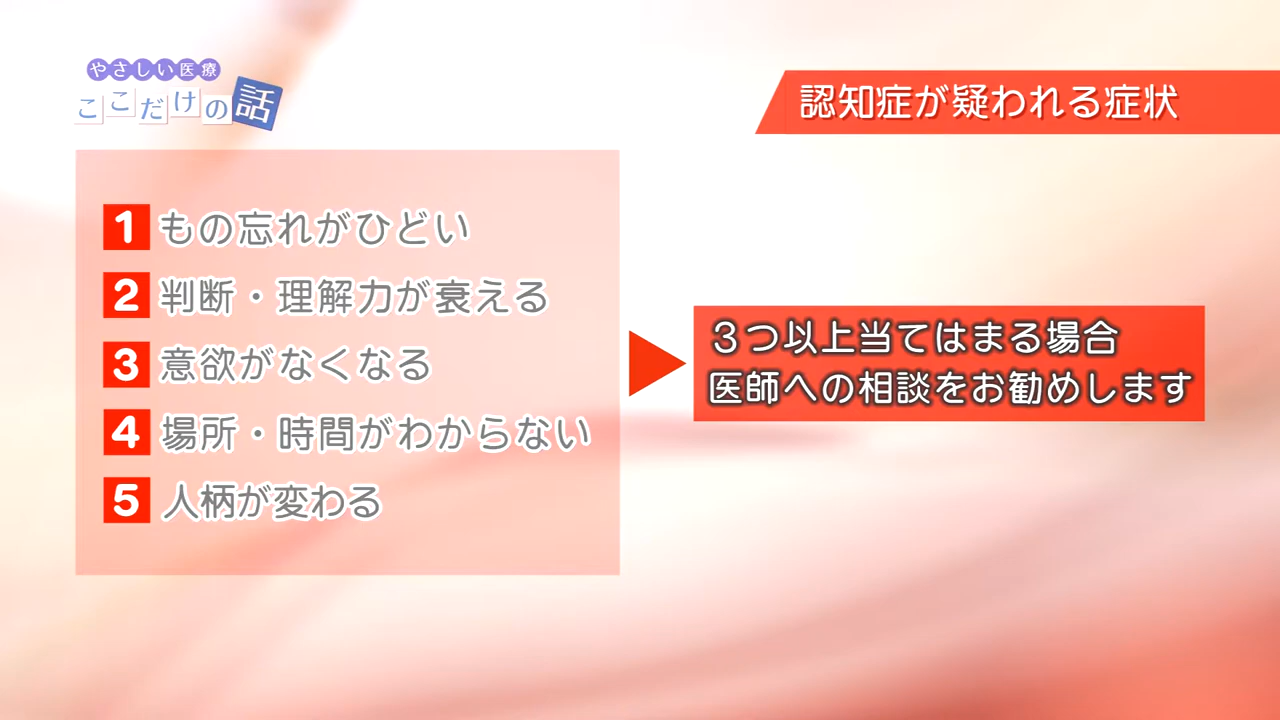 やさしい医療
ここだけの話
認知症が疑われる症状
1 もの忘れがひどい
2 判断・理解力が衰える
3 意欲がなくなる
4 場所・時間がわからない
5 人柄が変わる
３つ以上当てはまる場合
医師への相談をお勧めします